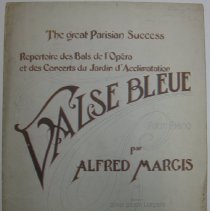 The great Parisian Success
Repertoire des Bals de l'Opéra
et des Concerts du Jardin d'Acclimatation
VALSE BLEUE
par
ALFRED MARGIS